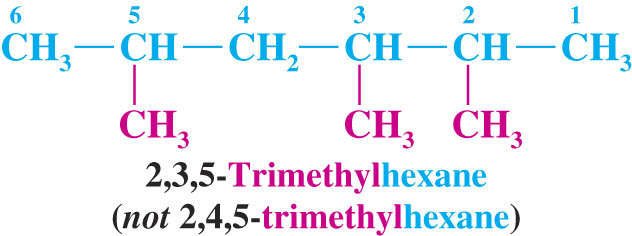 6 5 4 3 2 1
CH₃—CH—CH₂—CH—CH—CH₃
CH₃ CH₃ CH₃
2,3,5-Trimethylhexane
(not 2,4,5-trimethylhexane)